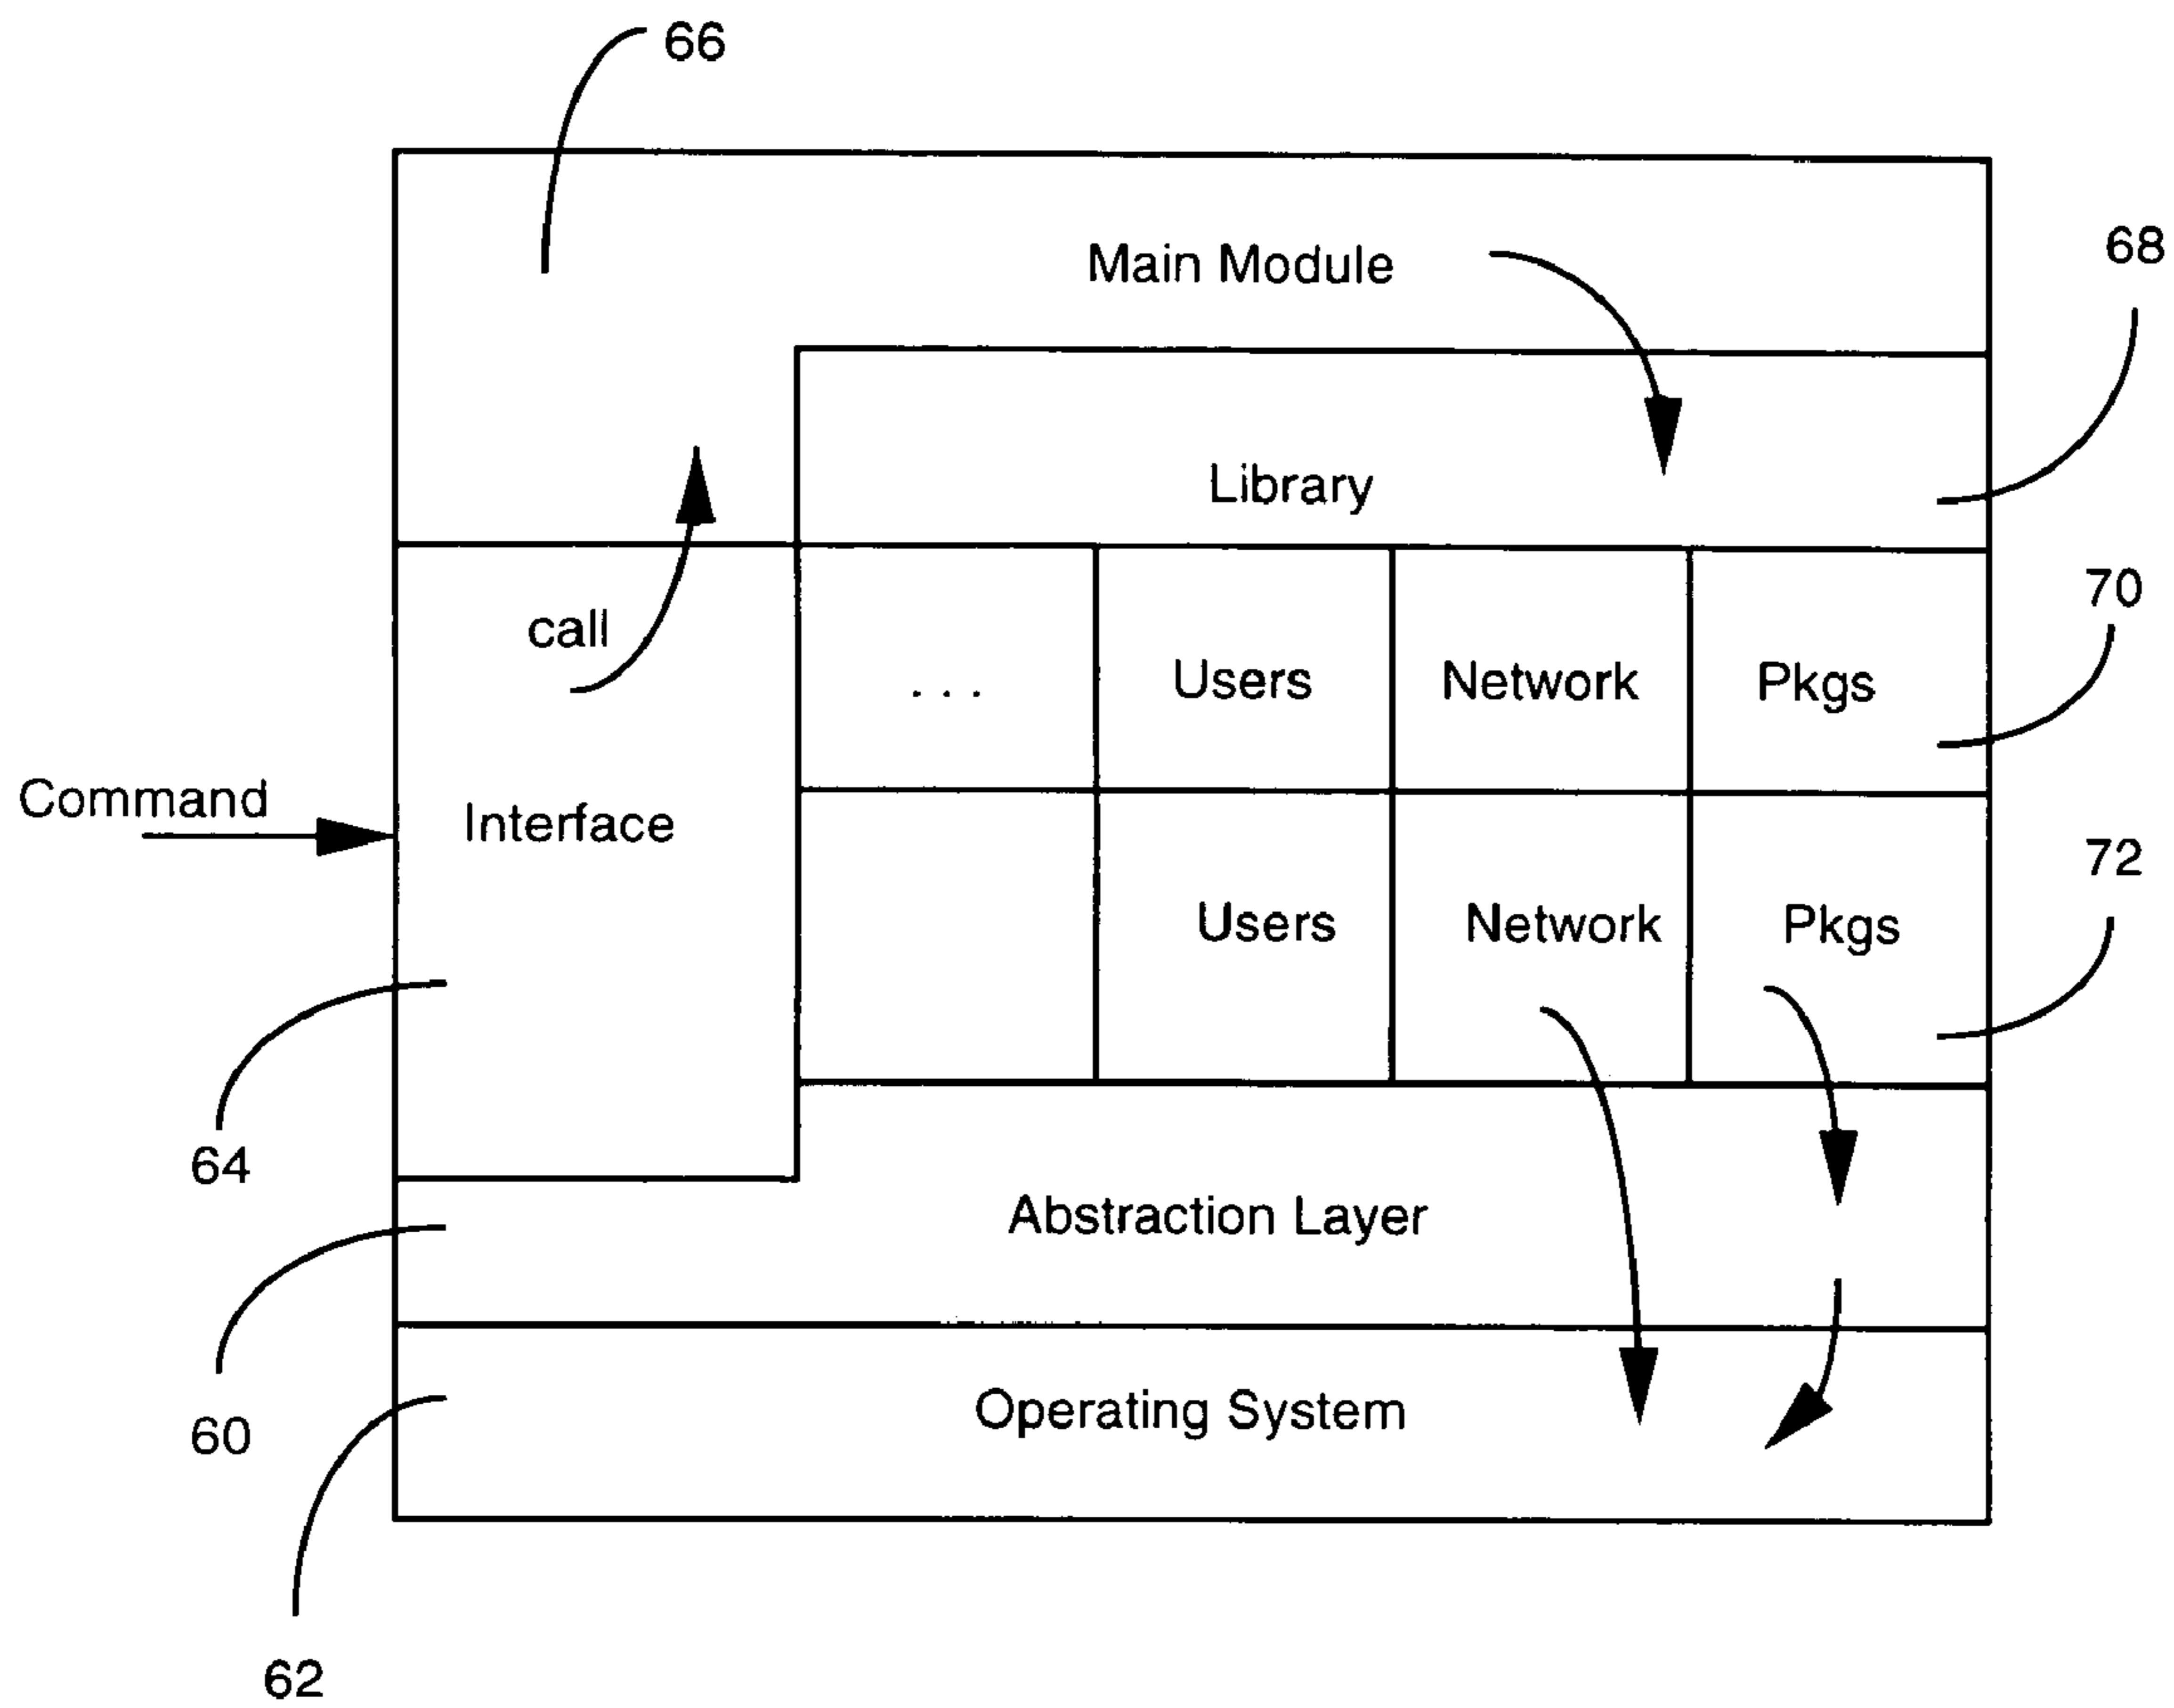 66
Main Module
68
Library
call
70
. . .
Users
Network
Pkgs
Command
Interface
72
Users
Network
Pkgs
64
Abstraction Layer
60
Operating System
62